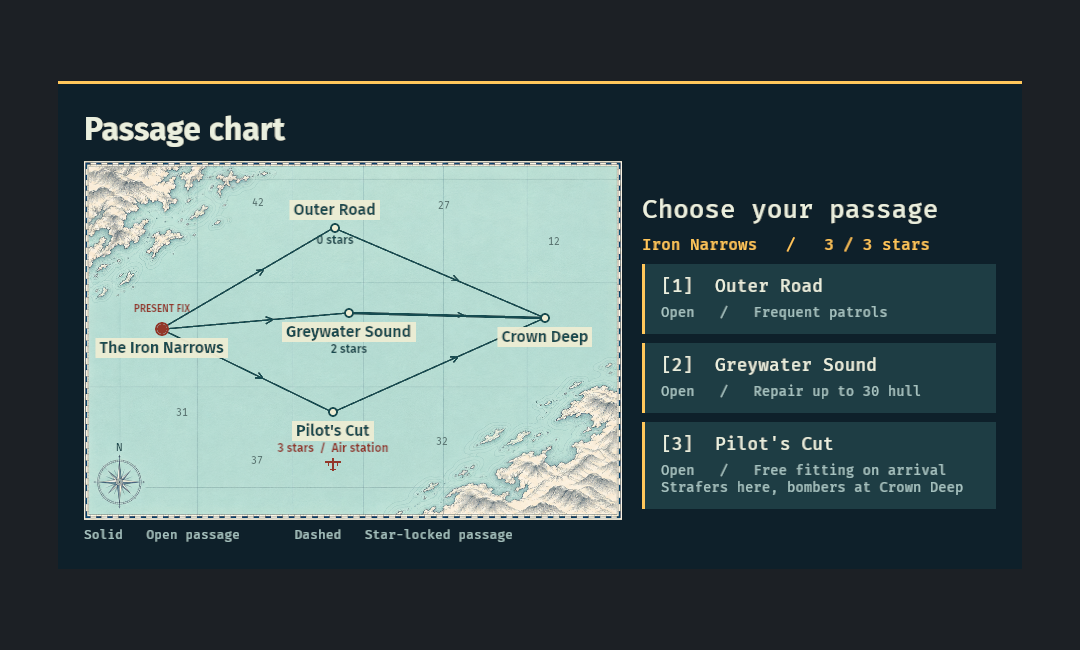 Passage chart
42
Outer Road
0 stars
27
12
PRESENT FIX
The Iron Narrows
Greywater Sound
2 stars
Crown Deep
31
Pilot's Cut
3 stars / Air station
32
37
N
Solid Open passage Dashed Star-locked passage
Choose your passage
Iron Narrows / 3 / 3 stars
[1] Outer Road
Open / Frequent patrols
[2] Greywater Sound
Open / Repair up to 30 hull
[3] Pilot's Cut
Open / Free fitting on arrival
Strafers here, bombers at Crown Deep